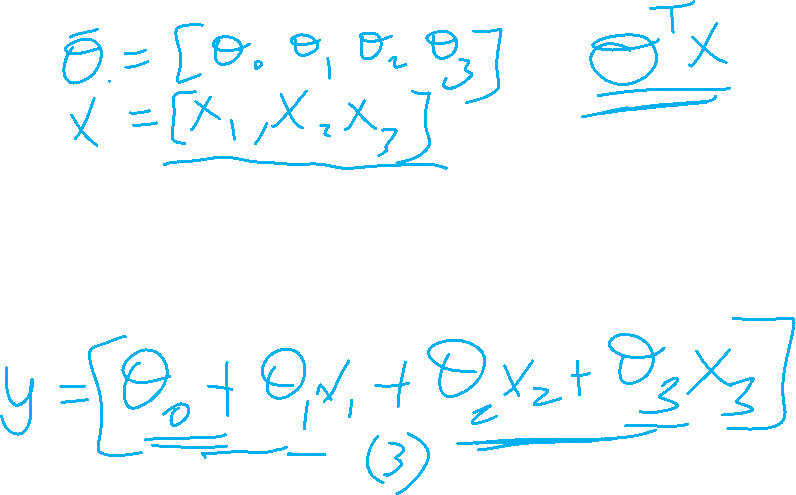 θ̄ = [θ₀ θ₁ θ₂ θ₃]
θᵀx
x = [x₁, x₂ x₃]
y = [θ₀ + θ₁x₁ + θ₂x₂ + θ₃x₃]
(3)